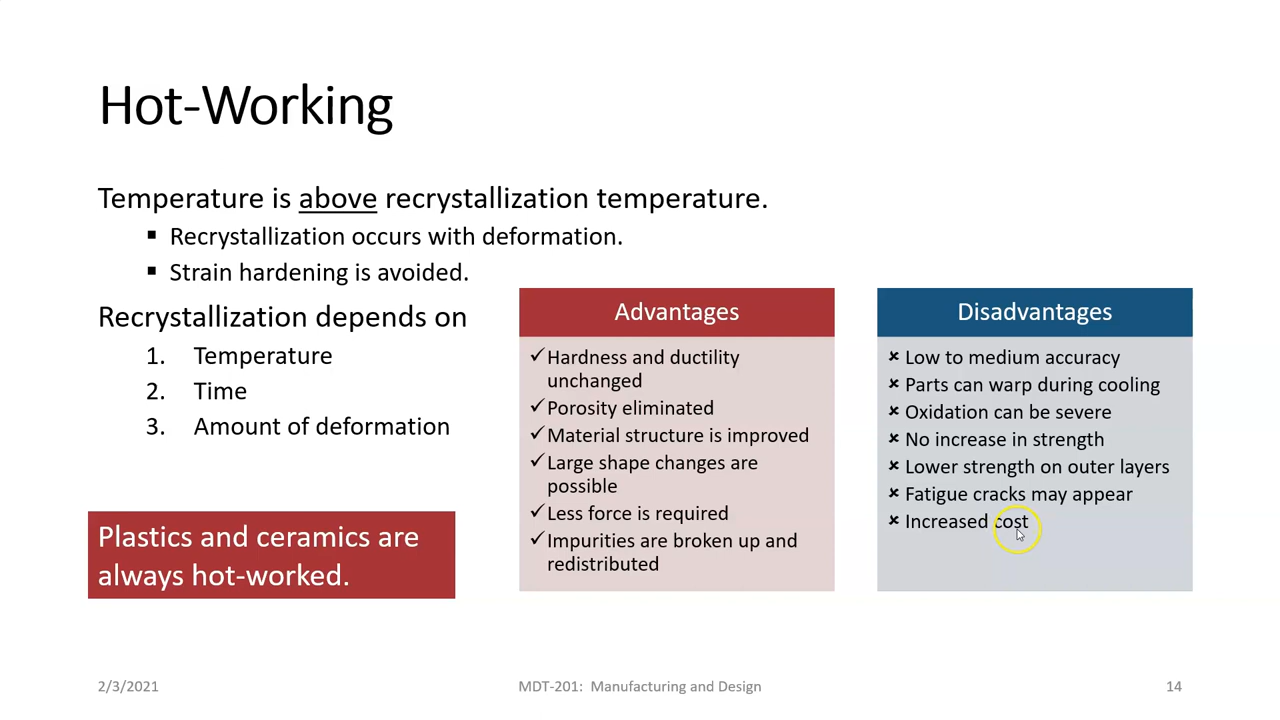 Hot-Working
Temperature is above recrystallization temperature.
▪ Recrystallization occurs with deformation.
▪ Strain hardening is avoided.
Recrystallization depends on
1. Temperature
2. Time
3. Amount of deformation
Plastics and ceramics are
always hot-worked.
Advantages
✓Hardness and ductility
unchanged
✓Porosity eliminated
✓Material structure is improved
✓Large shape changes are
possible
✓Less force is required
✓Impurities are broken up and
redistributed
Disadvantages
× Low to medium accuracy
× Parts can warp during cooling
× Oxidation can be severe
× No increase in strength
× Lower strength on outer layers
× Fatigue cracks may appear
× Increased cost
2/3/2021
MDT-201: Manufacturing and Design
14